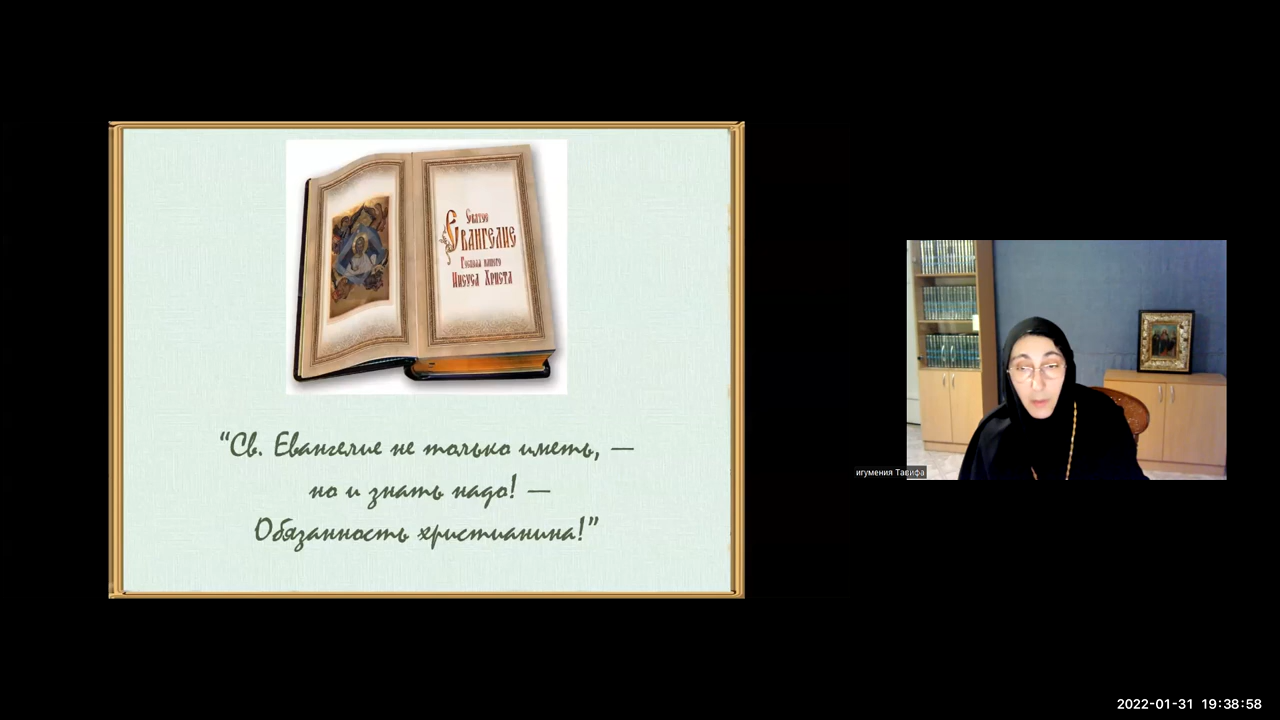 Святое
Евангелие
Господа нашего
Иисуса Христа
“Св. Евангелие не только иметь, —
но и знать надо! —
Обязанность христианина!”
игумения Тавифа
2022-01-31 19:38:58